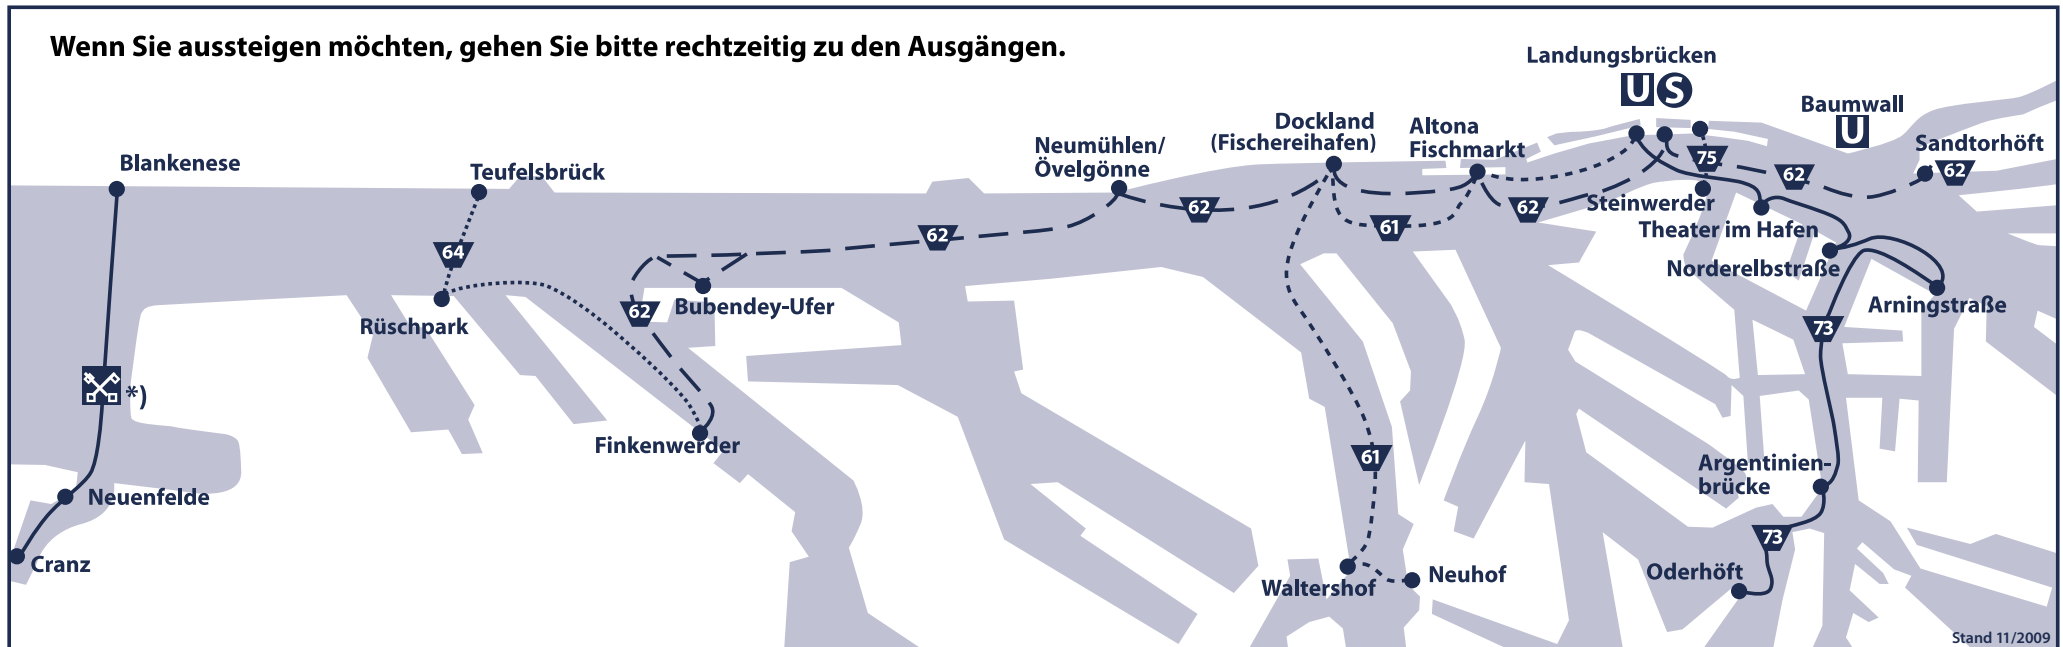 Wenn Sie aussteigen möchten, gehen Sie bitte rechtzeitig zu den Ausgängen.
Landungsbrücken
U S
Baumwall
U
Sandtorhöft
62
Dockland
(Fischereihafen)
Altona
Fischmarkt
Neumühlen/
Övelgönne
Blankenese
Teufelsbrück
75
62
62
62
61
62
64
Steinwerder
Theater im Hafen
Norderelbstraße
Arningstraße
Bubendey-Ufer
62
Rüschpark
73
*)
Finkenwerder
61
Argentinien-
brücke
Neuenfelde
73
Cranz
Waltershof
Neuhof
Oderhöft
Stand 11/2009